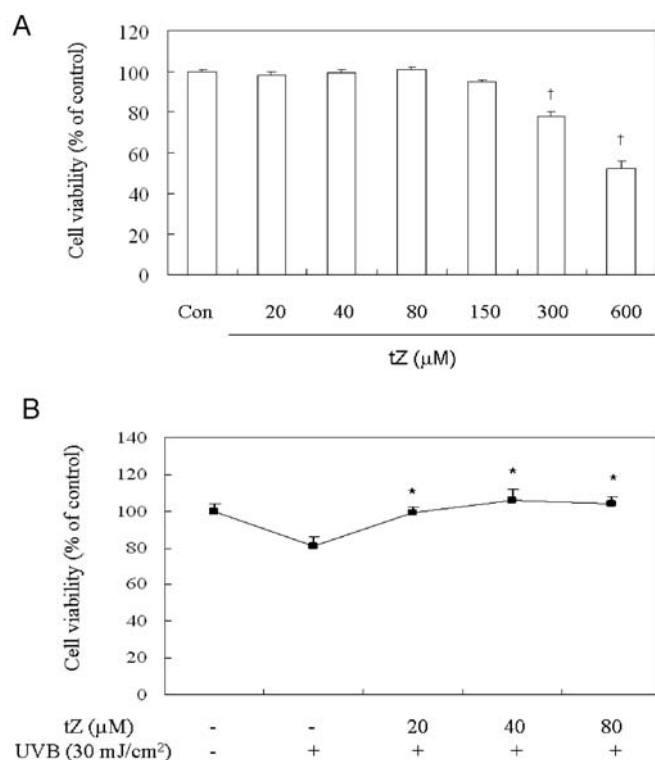 A
Cell viability (% of control)
120
100
80
60
40
20
0
†
†
Con 20 40 80 150 300 600
tZ (μM)
B
Cell viability (% of control)
140
120
100
80
60
40
20
0
* * *
tZ (μM) - - 20 40 80
UVB (30 mJ/cm²) - + + + +